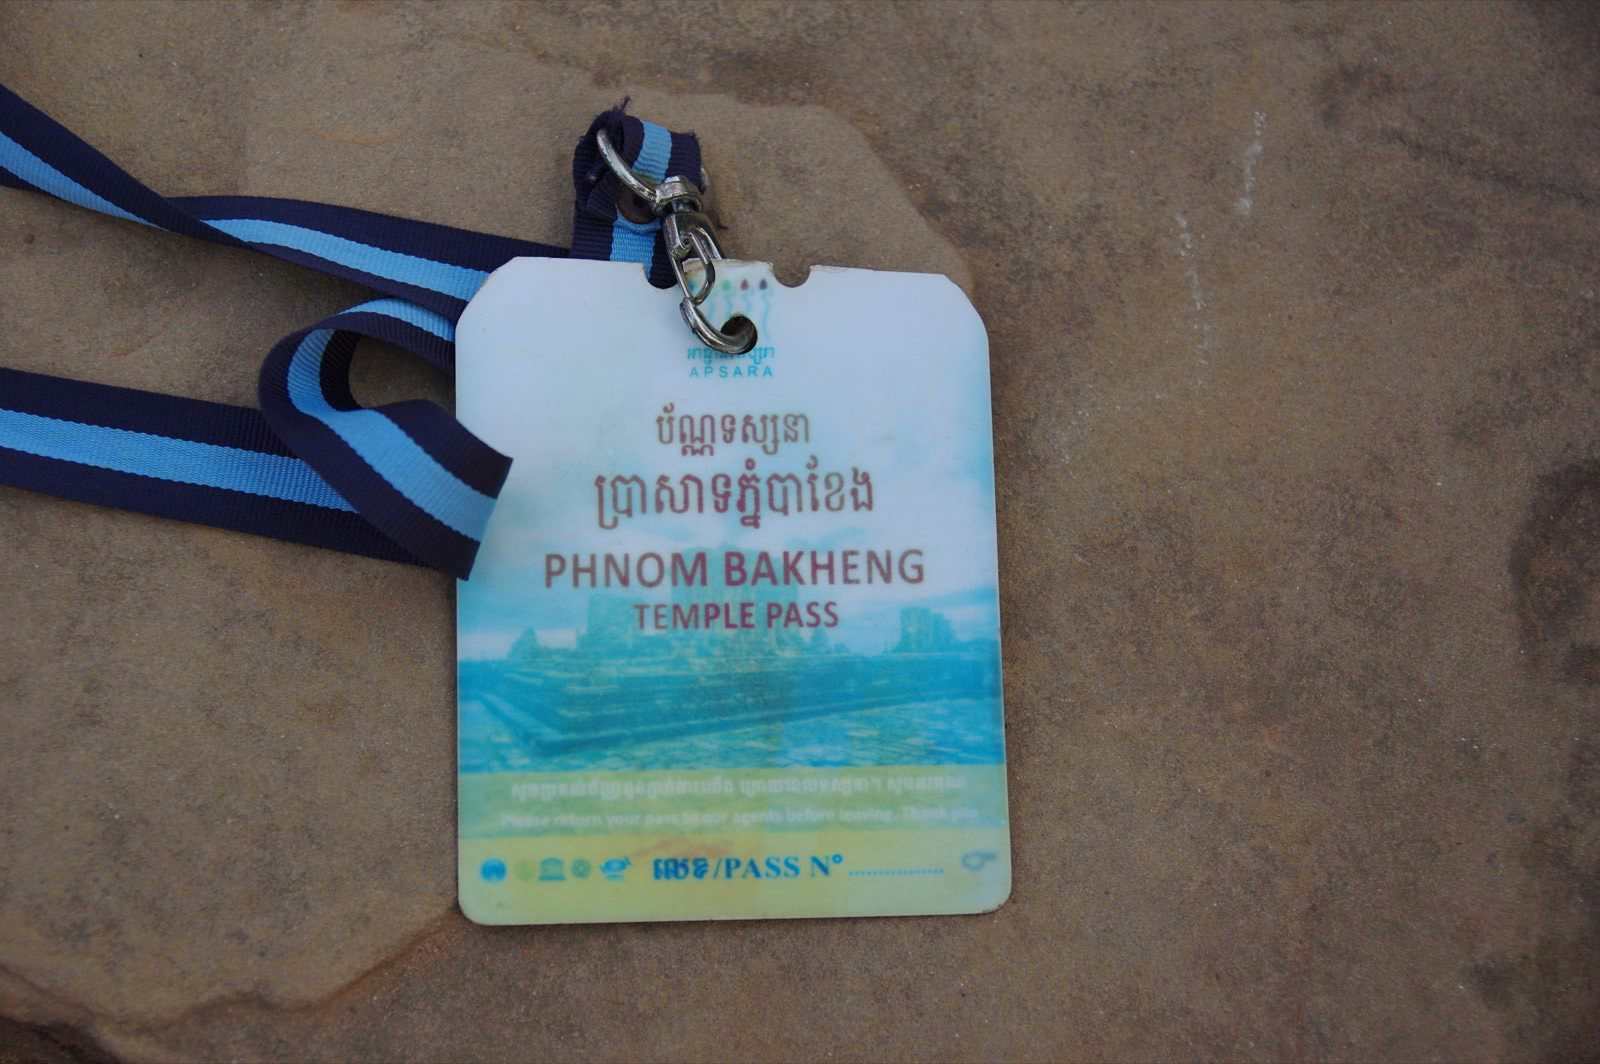 APSARA
ប័ណ្ណទស្សនា
ប្រាសាទភ្នំបាខែង
PHNOM BAKHENG
TEMPLE PASS
Please return your pass to our agents before leaving. Thank you
លេខ/PASS N° ................